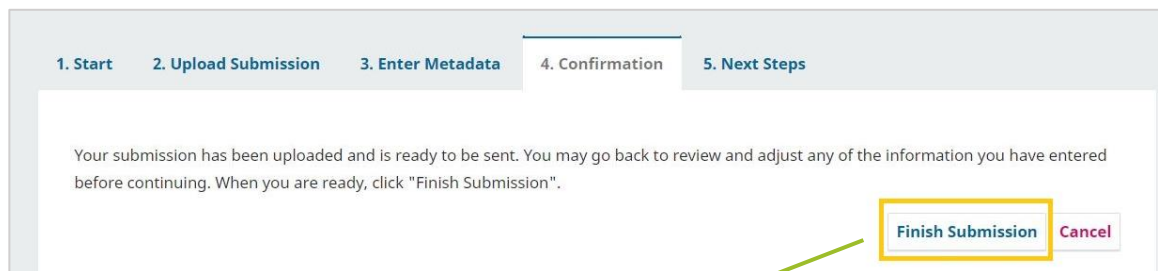 1. Start 2. Upload Submission 3. Enter Metadata 4. Confirmation 5. Next Steps
Your submission has been uploaded and is ready to be sent. You may go back to review and adjust any of the information you have entered
before continuing. When you are ready, click "Finish Submission".
Finish Submission Cancel